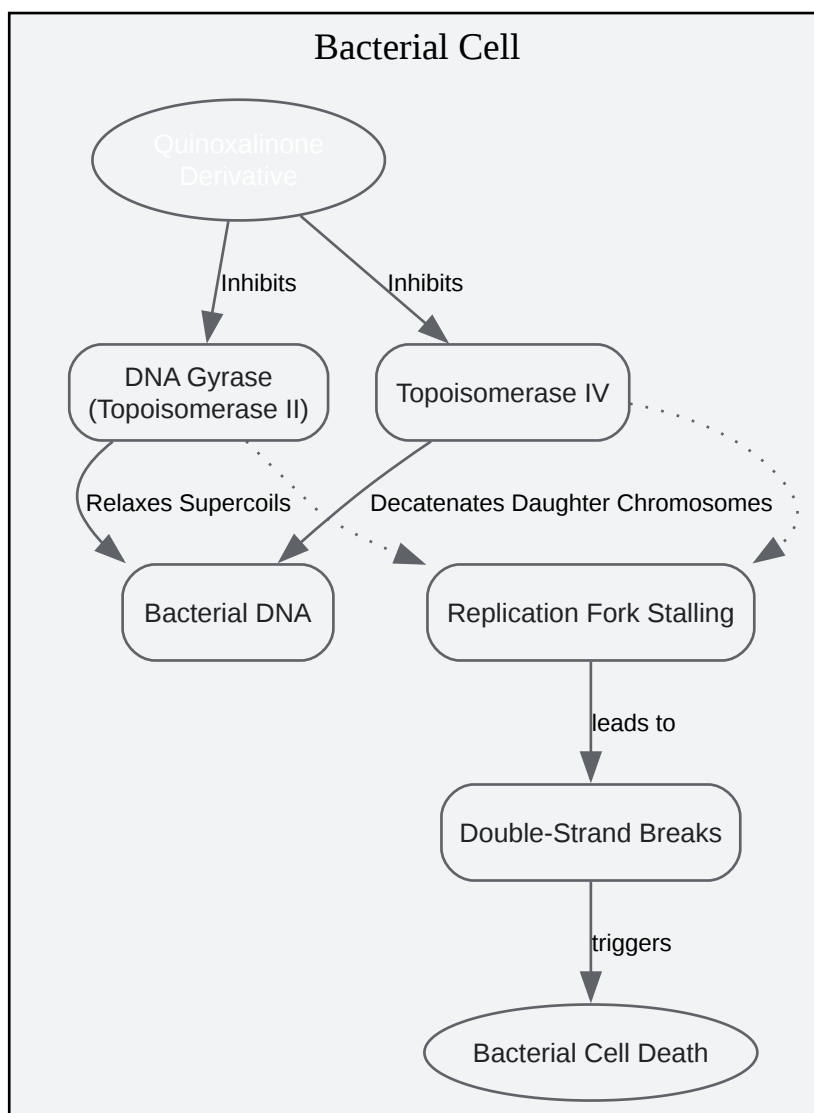 Bacterial Cell
Quinoxalinone
Derivative
Inhibits
Inhibits
DNA Gyrase
(Topoisomerase II)
Topoisomerase IV
Relaxes Supercoils
Decatenates Daughter Chromosomes
Bacterial DNA
Replication Fork Stalling
leads to
Double-Strand Breaks
triggers
Bacterial Cell Death